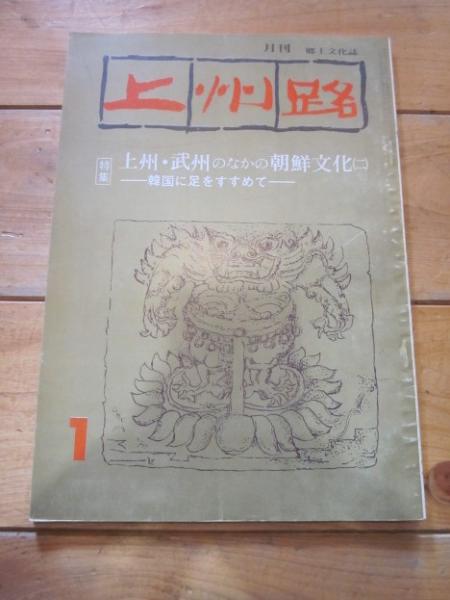 月刊 郷土文化誌
上州路
特集 上州・武州のなかの朝鮮文化(二)
──韓国に足をすすめて──
1